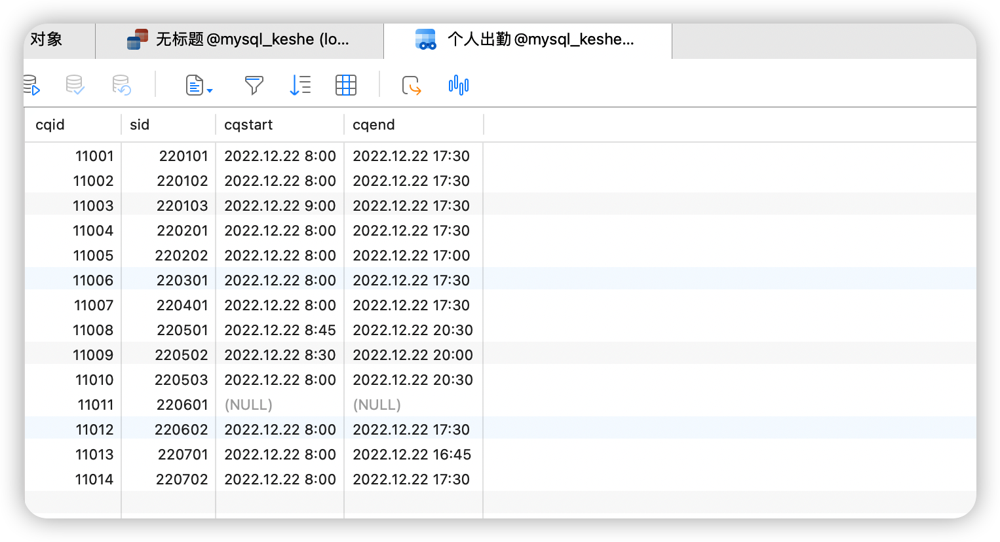 对象 无标题 @mysql_keshe (lo... 个人出勤 @mysql_keshe...
cqid sid cqstart cqend
11001 220101 2022.12.22 8:00 2022.12.22 17:30
11002 220102 2022.12.22 8:00 2022.12.22 17:30
11003 220103 2022.12.22 9:00 2022.12.22 17:30
11004 220201 2022.12.22 8:00 2022.12.22 17:30
11005 220202 2022.12.22 8:00 2022.12.22 17:00
11006 220301 2022.12.22 8:00 2022.12.22 17:30
11007 220401 2022.12.22 8:00 2022.12.22 17:30
11008 220501 2022.12.22 8:45 2022.12.22 20:30
11009 220502 2022.12.22 8:30 2022.12.22 20:00
11010 220503 2022.12.22 8:00 2022.12.22 20:30
11011 220601 (NULL) (NULL)
11012 220602 2022.12.22 8:00 2022.12.22 17:30
11013 220701 2022.12.22 8:00 2022.12.22 16:45
11014 220702 2022.12.22 8:00 2022.12.22 17:30